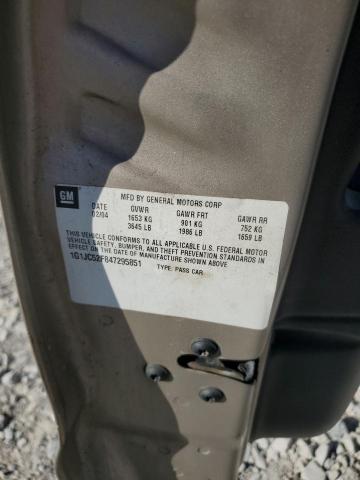 GM
MFD BY GENERAL MOTORS CORP
DATE GVWR GAWR FRT GAWR RR
02/04 1653 KG 901 KG 752 KG
3645 LB 1986 LB 1659 LB
THIS VEHICLE CONFORMS TO ALL APPLICABLE U.S. FEDERAL MOTOR
VEHICLE SAFETY, BUMPER, AND THEFT PREVENTION STANDARDS IN
EFFECT ON THE DATE OF MANUFACTURE SHOWN ABOVE.
1G1JC52F847295851 TYPE: PASS CAR